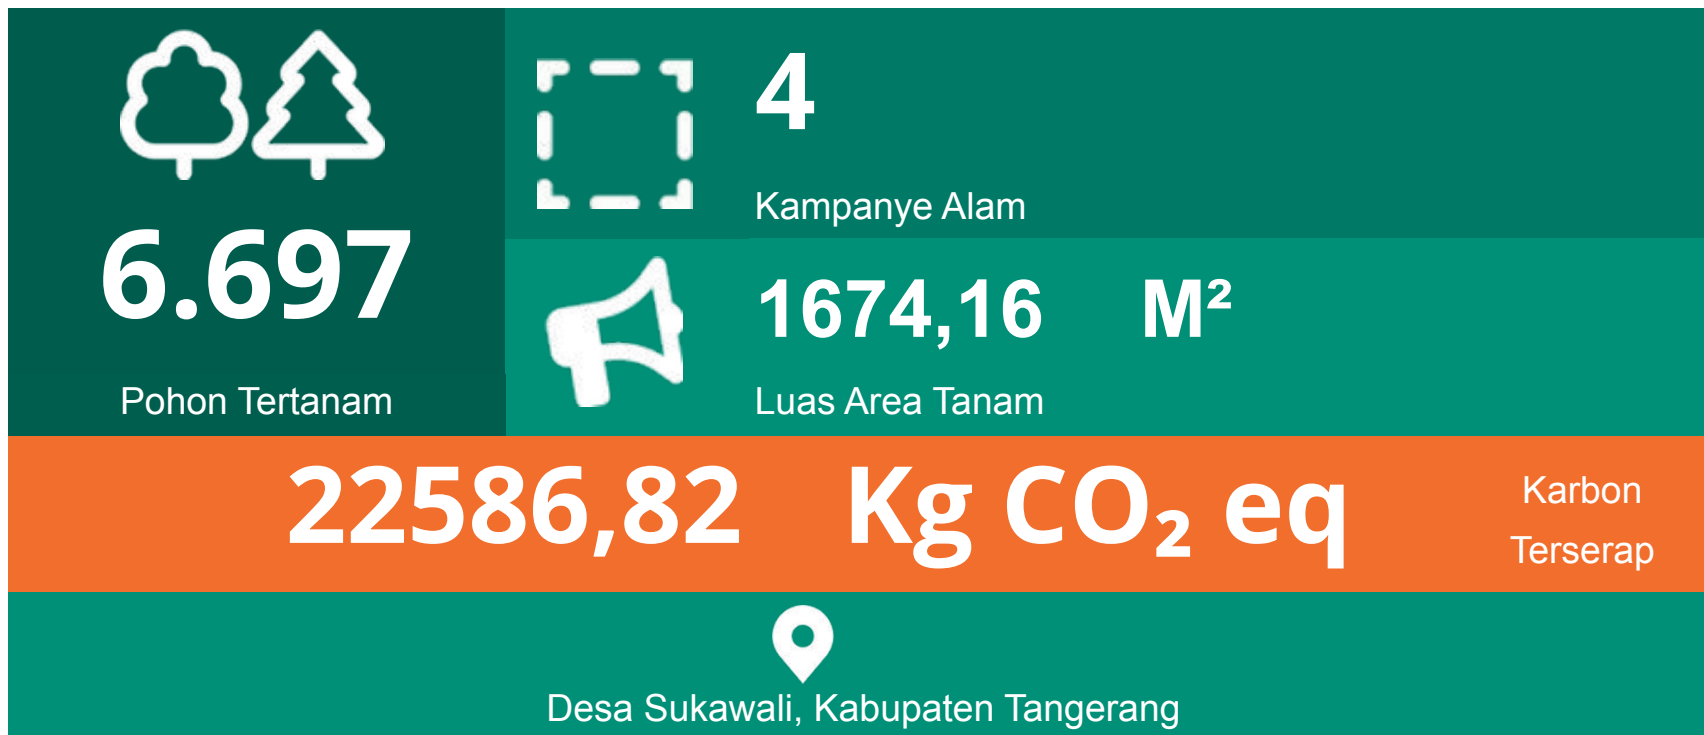 6.697
Pohon Tertanam
4
Kampanye Alam
1674,16 M²
Luas Area Tanam
22586,82 Kg CO₂ eq
Karbon
Terserap
Desa Sukawali, Kabupaten Tangerang